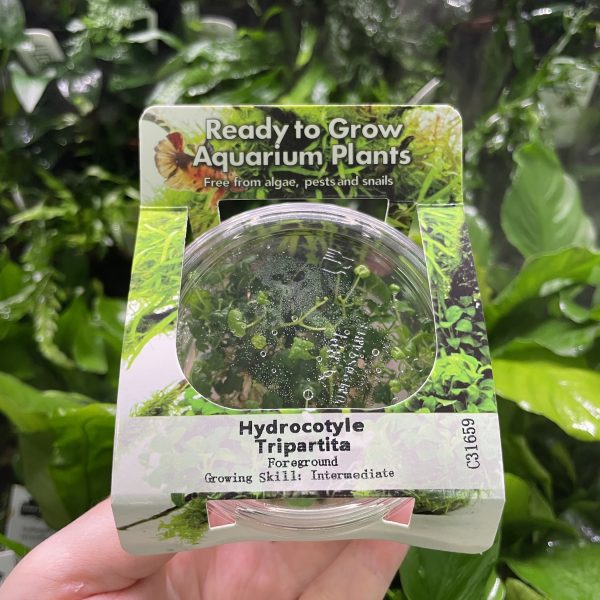 Ready to Grow
Aquarium Plants
Free from algae, pests and snails
Hydrocotyle
Tripartita
Foreground
Growing Skill: Intermediate
C31659